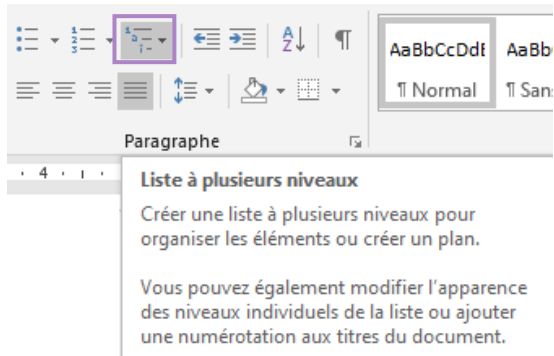 AaBbCcDdE AaBb
¶ Normal ¶ Sans
Paragraphe
4
Liste à plusieurs niveaux
Créer une liste à plusieurs niveaux pour
organiser les éléments ou créer un plan.
Vous pouvez également modifier l'apparence
des niveaux individuels de la liste ou ajouter
une numérotation aux titres du document.